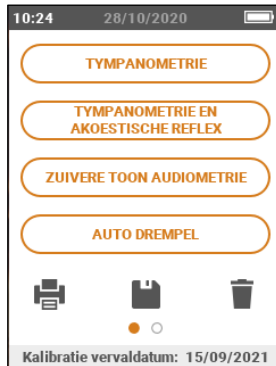 10:24 28/10/2020
TYMPANOMETRIE
TYMPANOMETRIE EN
AKOESTISCHE REFLEX
ZUIVERE TOON AUDIOMETRIE
AUTO DREMPEL
Kalibratie vervaldatum: 15/09/2021